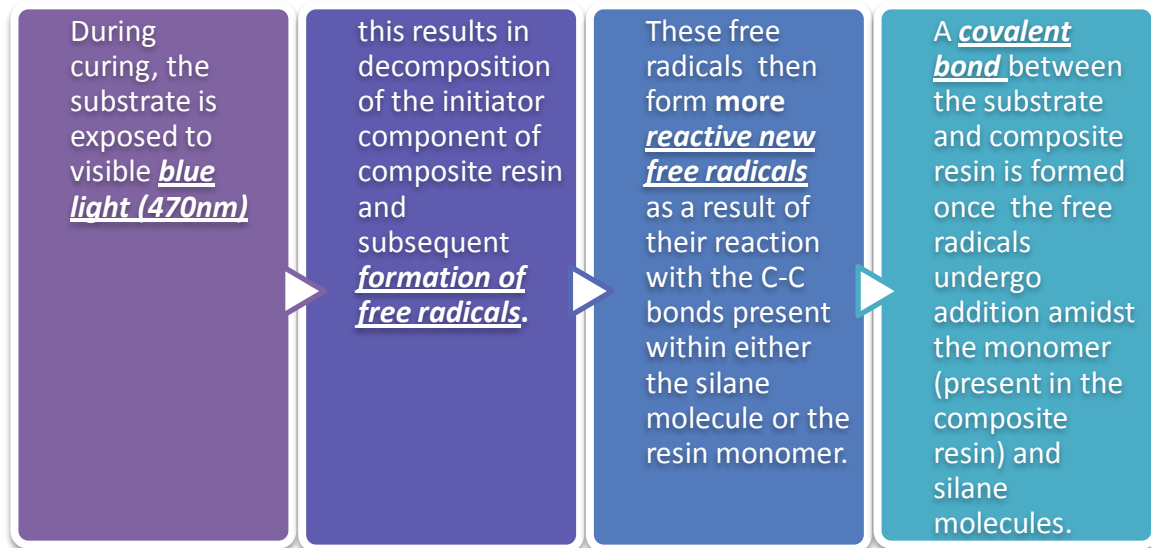 During
curing, the
substrate is
exposed to
visible blue
light (470nm)
this results in
decomposition
of the initiator
component of
composite resin
and
subsequent
formation of
free radicals.
These free
radicals  then
form more
reactive new
free radicals
as a result of
their reaction
with the C-C
bonds present
within either
the silane
molecule or the
resin monomer.
A covalent
bond between
the substrate
and composite
resin is formed
once  the free
radicals
undergo
addition amidst
the monomer
(present in the
composite
resin) and
silane
molecules.